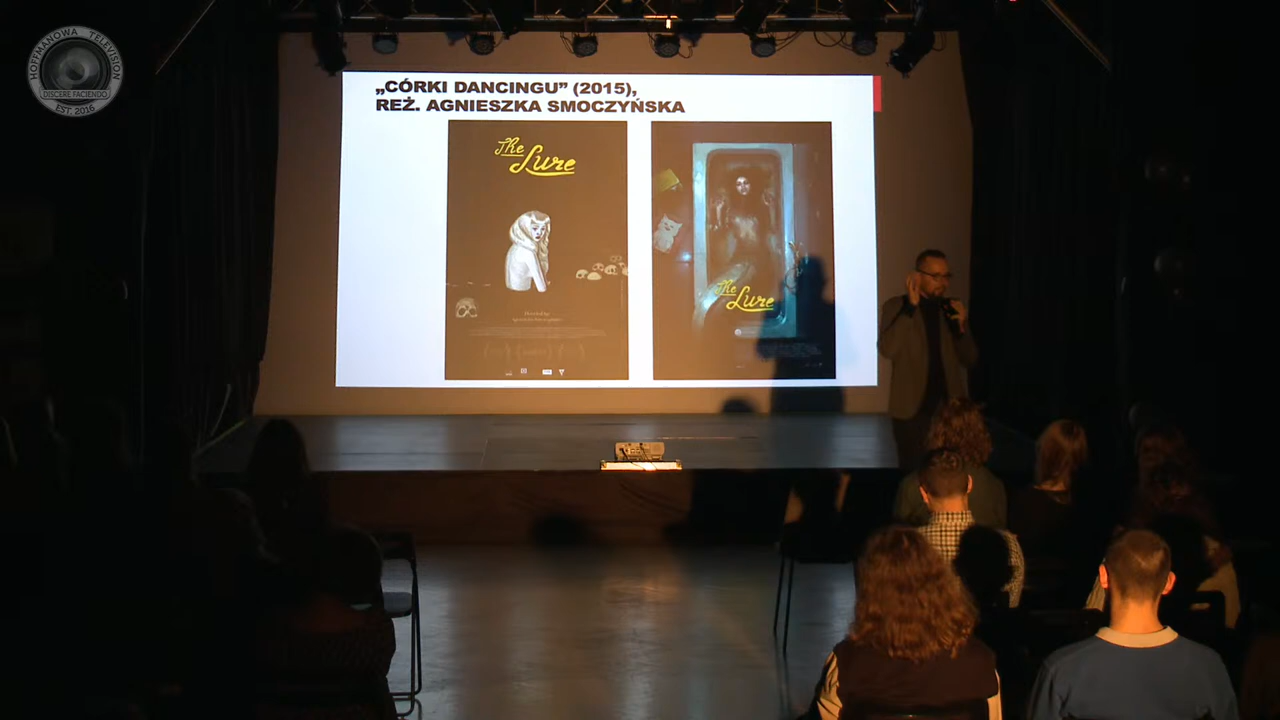 HOFFMANOWA TELEVISION
DISCERE FACIENDO
EST. 2016
„CÓRKI DANCINGU” (2015),
REŻ. AGNIESZKA SMOCZYŃSKA
The
Lure
The
Lure